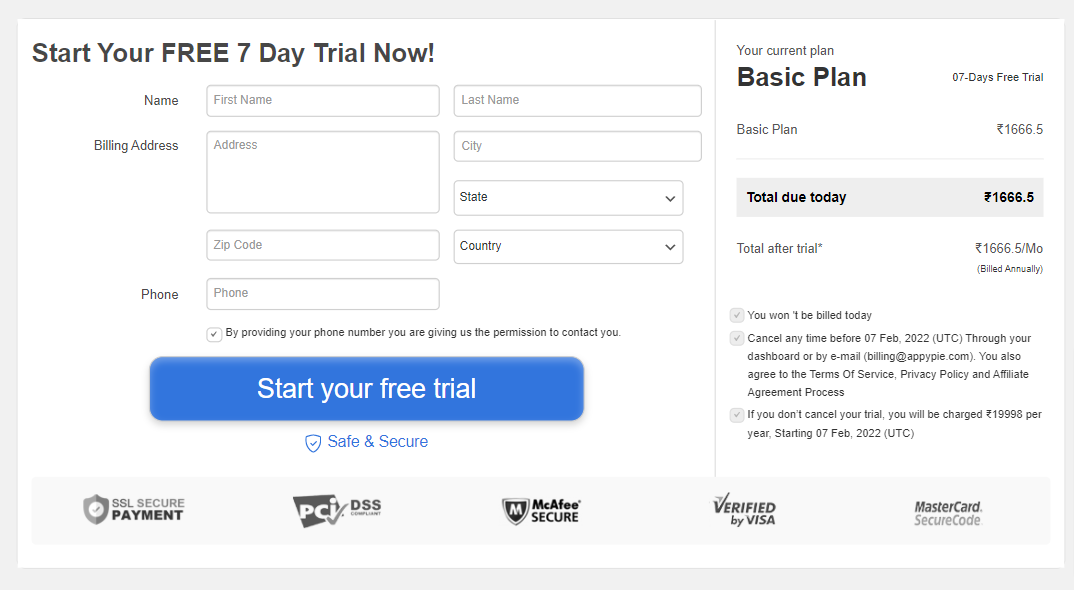 Start Your FREE 7 Day Trial Now!
Name
First Name
Last Name
Billing Address
Address
City
State
Zip Code
Country
Phone
Phone
By providing your phone number you are giving us the permission to contact you.
Start your free trial
Safe & Secure
Your current plan
Basic Plan
07-Days Free Trial
Basic Plan
₹1666.5
Total due today
₹1666.5
Total after trial*
₹1666.5/Mo
(Billed Annually)
You won 't be billed today
Cancel any time before 07 Feb, 2022 (UTC) Through your
dashboard or by e-mail (billing@appypie.com). You also
agree to the Terms Of Service, Privacy Policy and Affiliate
Agreement Process
If you don't cancel your trial, you will be charged ₹19998 per
year, Starting 07 Feb, 2022 (UTC)
SSL SECURE
PAYMENT
PCI DSS
COMPLIANT
McAfee
SECURE
VERIFIED
by VISA
MasterCard.
SecureCode.